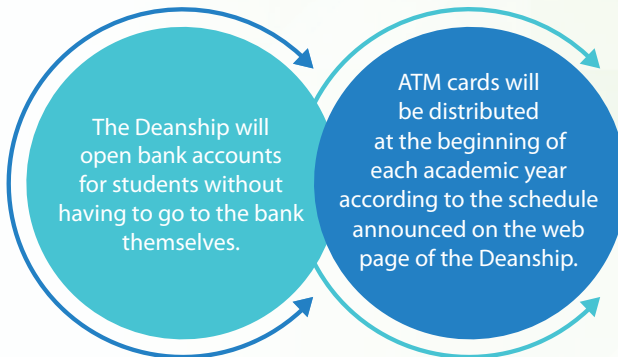 The Deanship will
open bank accounts
for students without
having to go to the bank
themselves.
ATM cards will
be distributed
at the beginning of
each academic year
according to the schedule
announced on the web
page of the Deanship.